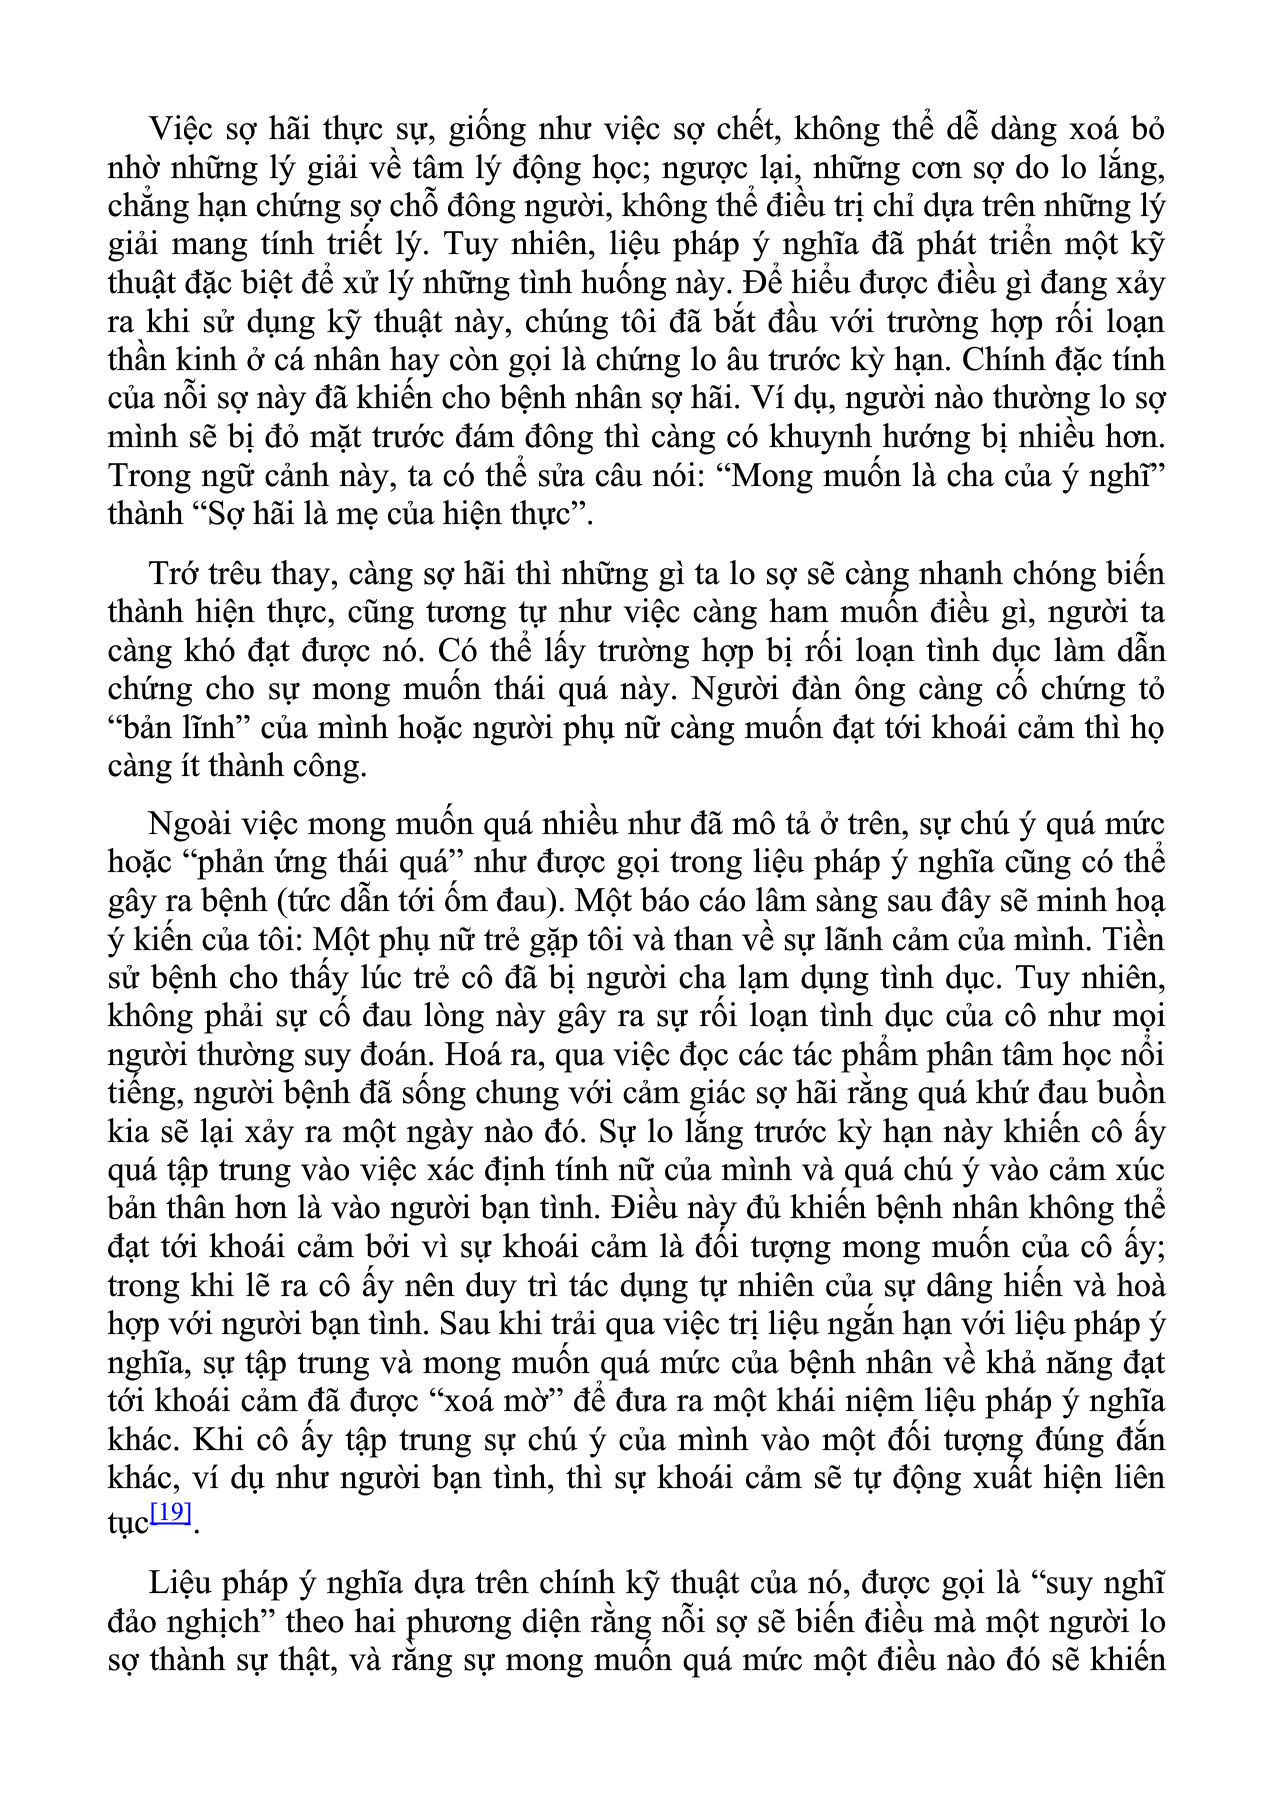 Việc sợ hãi thực sự, giống như việc sợ chết, không thể dễ dàng xoá bỏ
nhờ những lý giải về tâm lý động học; ngược lại, những cơn sợ do lo lắng,
chẳng hạn chứng sợ chỗ đông người, không thể điều trị chỉ dựa trên những lý
giải mang tính triết lý. Tuy nhiên, liệu pháp ý nghĩa đã phát triển một kỹ
thuật đặc biệt để xử lý những tình huống này. Để hiểu được điều gì đang xảy
ra khi sử dụng kỹ thuật này, chúng tôi đã bắt đầu với trường hợp rối loạn
thần kinh ở cá nhân hay còn gọi là chứng lo âu trước kỳ hạn. Chính đặc tính
của nỗi sợ này đã khiến cho bệnh nhân sợ hãi. Ví dụ, người nào thường lo sợ
mình sẽ bị đỏ mặt trước đám đông thì càng có khuynh hướng bị nhiều hơn.
Trong ngữ cảnh này, ta có thể sửa câu nói: “Mong muốn là cha của ý nghĩ”
thành “Sợ hãi là mẹ của hiện thực”.
Trớ trêu thay, càng sợ hãi thì những gì ta lo sợ sẽ càng nhanh chóng biến
thành hiện thực, cũng tương tự như việc càng ham muốn điều gì, người ta
càng khó đạt được nó. Có thể lấy trường hợp bị rối loạn tình dục làm dẫn
chứng cho sự mong muốn thái quá này. Người đàn ông càng cố chứng tỏ
“bản lĩnh” của mình hoặc người phụ nữ càng muốn đạt tới khoái cảm thì họ
càng ít thành công.
Ngoài việc mong muốn quá nhiều như đã mô tả ở trên, sự chú ý quá mức
hoặc “phản ứng thái quá” như được gọi trong liệu pháp ý nghĩa cũng có thể
gây ra bệnh (tức dẫn tới ốm đau). Một báo cáo lâm sàng sau đây sẽ minh hoạ
ý kiến của tôi: Một phụ nữ trẻ gặp tôi và than về sự lãnh cảm của mình. Tiền
sử bệnh cho thấy lúc trẻ cô đã bị người cha lạm dụng tình dục. Tuy nhiên,
không phải sự cố đau lòng này gây ra sự rối loạn tình dục của cô như mọi
người thường suy đoán. Hoá ra, qua việc đọc các tác phẩm phân tâm học nổi
tiếng, người bệnh đã sống chung với cảm giác sợ hãi rằng quá khứ đau buồn
kia sẽ lại xảy ra một ngày nào đó. Sự lo lắng trước kỳ hạn này khiến cô ấy
quá tập trung vào việc xác định tính nữ của mình và quá chú ý vào cảm xúc
bản thân hơn là vào người bạn tình. Điều này đủ khiến bệnh nhân không thể
đạt tới khoái cảm bởi vì sự khoái cảm là đối tượng mong muốn của cô ấy;
trong khi lẽ ra cô ấy nên duy trì tác dụng tự nhiên của sự dâng hiến và hoà
hợp với người bạn tình. Sau khi trải qua việc trị liệu ngắn hạn với liệu pháp ý
nghĩa, sự tập trung và mong muốn quá mức của bệnh nhân về khả năng đạt
tới khoái cảm đã được “xoá mờ” để đưa ra một khái niệm liệu pháp ý nghĩa
khác. Khi cô ấy tập trung sự chú ý của mình vào một đối tượng đúng đắn
khác, ví dụ như người bạn tình, thì sự khoái cảm sẽ tự động xuất hiện liên
tục[19].
Liệu pháp ý nghĩa dựa trên chính kỹ thuật của nó, được gọi là “suy nghĩ
đảo nghịch” theo hai phương diện rằng nỗi sợ sẽ biến điều mà một người lo
sợ thành sự thật, và rằng sự mong muốn quá mức một điều nào đó sẽ khiến